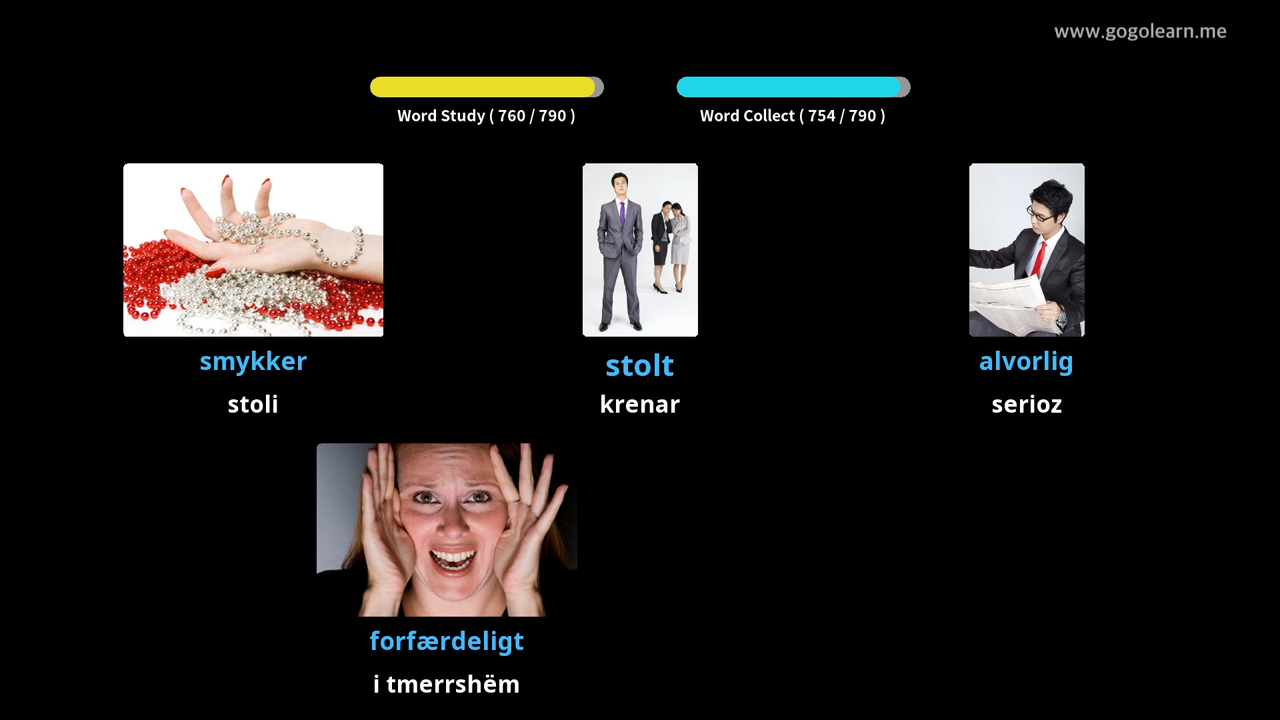 www.gogolearn.me
Word Study ( 760 / 790 )
Word Collect ( 754 / 790 )
smykker
stoli
stolt
krenar
alvorlig
serioz
forfærdeligt
i tmerrshëm